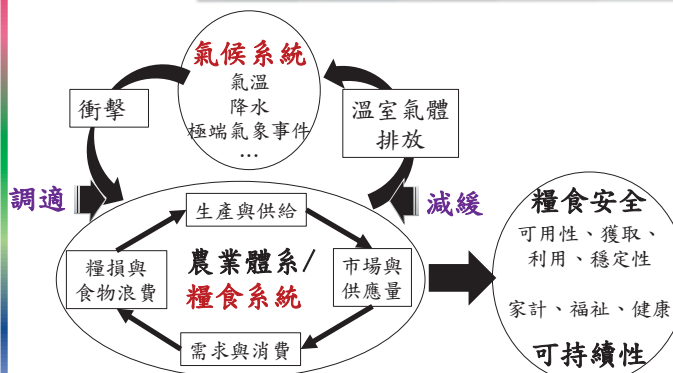 氣候系統
氣溫
降水
極端氣象事件
…
衝擊
溫室氣體
排放
調適
減緩
生產與供給
糧損與
食物浪費
農業體系/
糧食系統
市場與
供應量
需求與消費
糧食安全
可用性、獲取、
利用、穩定性
家計、福祉、健康
可持續性